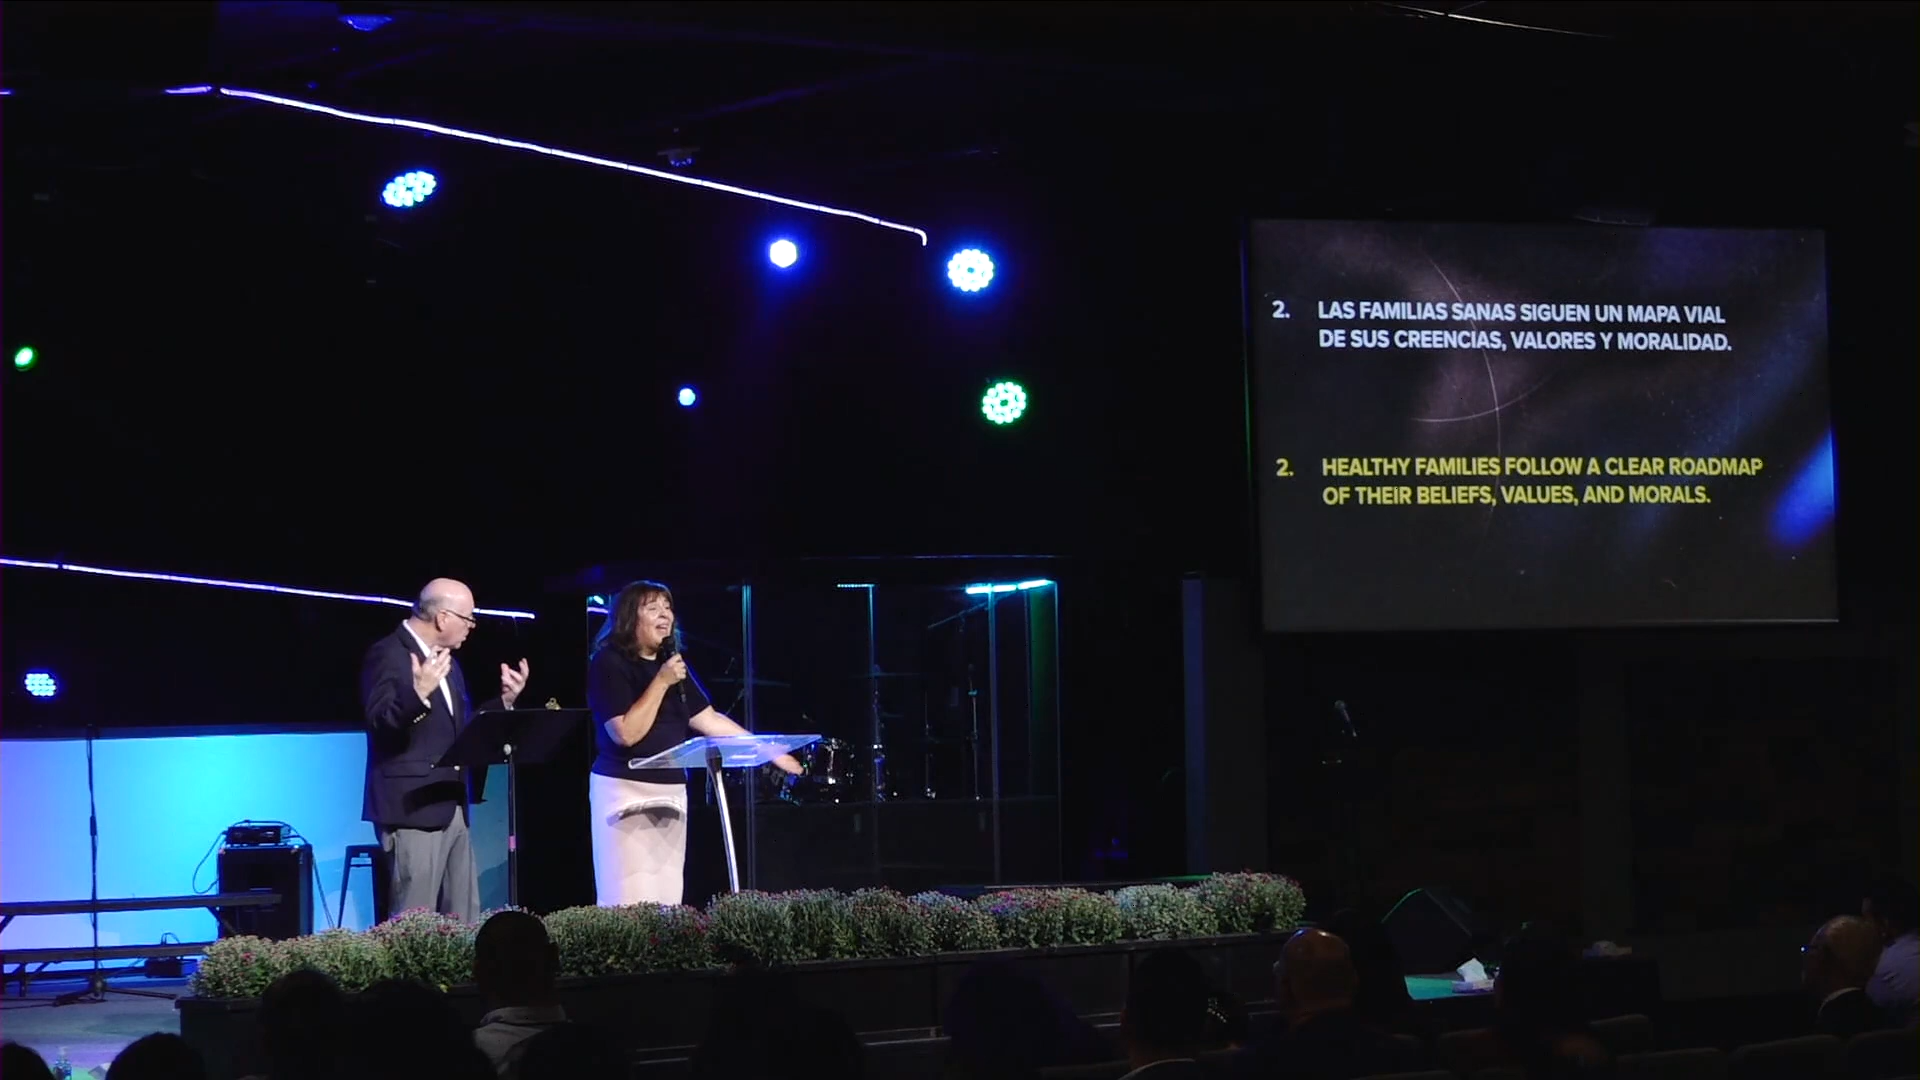 2. LAS FAMILIAS SANAS SIGUEN UN MAPA VIAL
DE SUS CREENCIAS, VALORES Y MORALIDAD.
2. HEALTHY FAMILIES FOLLOW A CLEAR ROADMAP
OF THEIR BELIEFS, VALUES, AND MORALS.